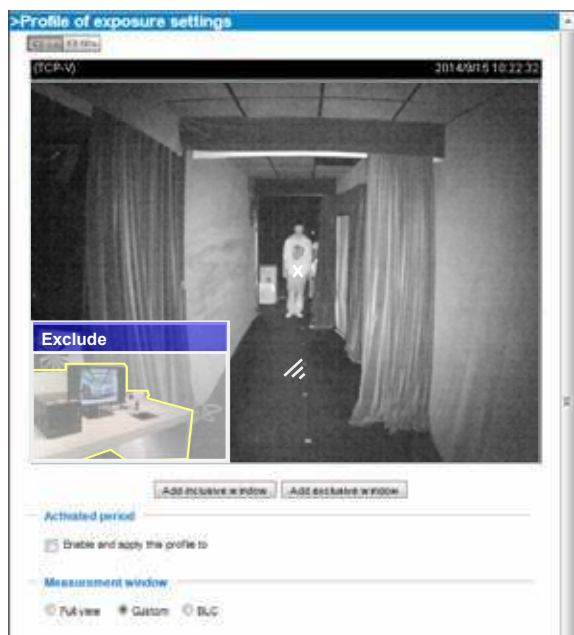 >Profile of exposure settings
(TCP-V) 2014/9/15 10:22:32
Exclude
Add inclusive window Add exclusive window
Activated period
Enable and apply this profile to
Measurement window
Full view Custom BLC